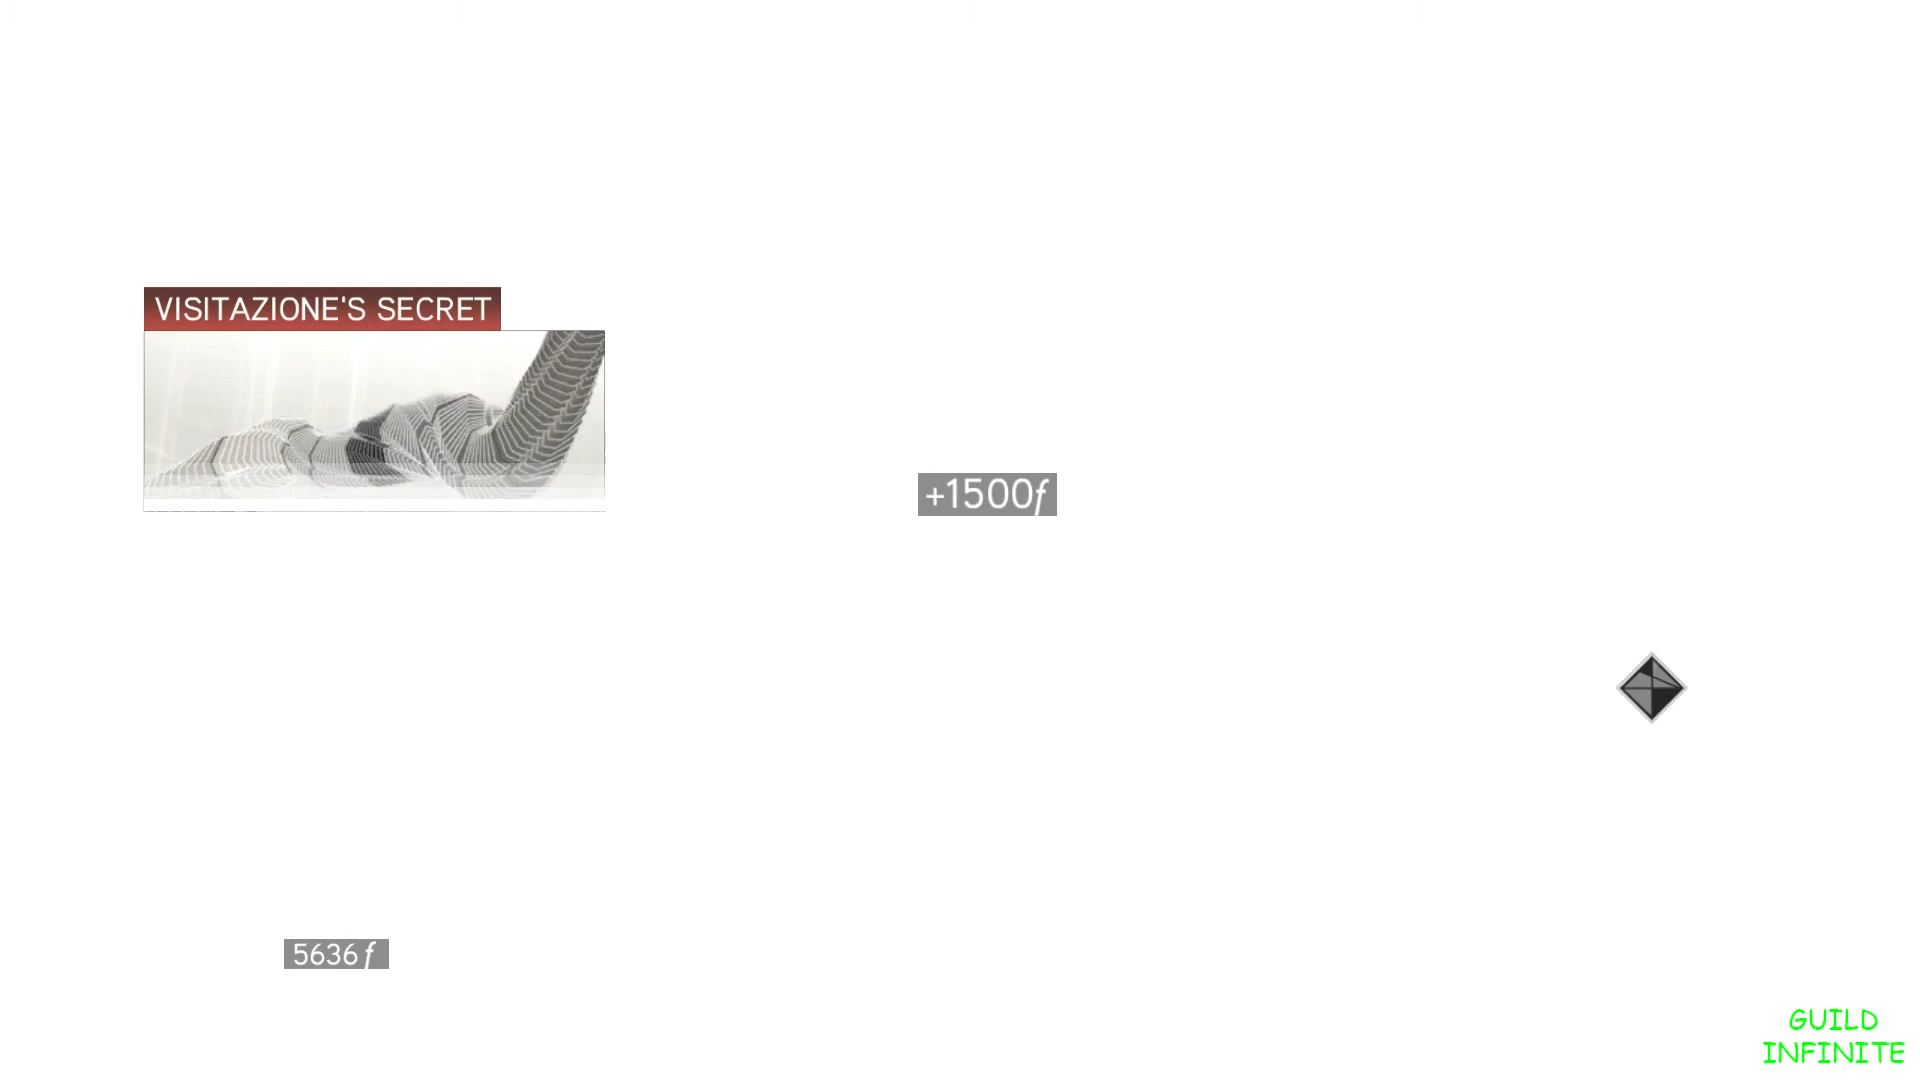 VISITAZIONE'S SECRET
+1500ƒ
5636 ƒ
GUILD
INFINITE